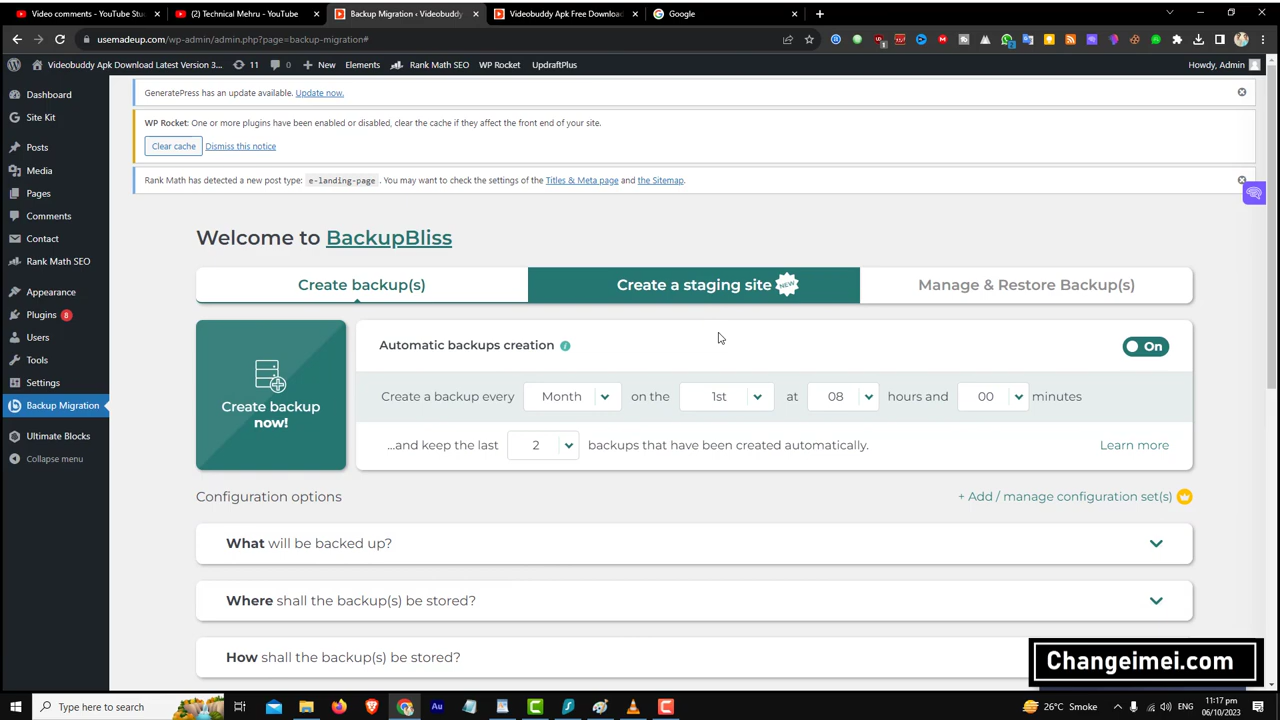 Video comments - YouTube Stud
(2) Technical Mehru - YouTube
Backup Migration ‹ Videobuddy
Videobuddy Apk Free Download
Google
usemadeup.com/wp-admin/admin.php?page=backup-migration#
Videobuddy Apk Download Latest Version 3... 11 0 New Elements Rank Math SEO WP Rocket UpdraftPlus Howdy, Admin
Dashboard
Site Kit
Posts
Media
Pages
Comments
Contact
Rank Math SEO
Appearance
Plugins 8
Users
Tools
Settings
Backup Migration
Ultimate Blocks
Collapse menu
GeneratePress has an update available. Update now.
WP Rocket: One or more plugins have been enabled or disabled, clear the cache if they affect the front end of your site.
Clear cache Dismiss this notice
Rank Math has detected a new post type: e-landing-page. You may want to check the settings of the Titles & Meta page and the Sitemap.
Welcome to BackupBliss
Create backup(s)
Create a staging site NEW
Manage & Restore Backup(s)
Create backup
now!
Automatic backups creation
On
Create a backup every Month on the 1st at 08 hours and 00 minutes
...and keep the last 2 backups that have been created automatically. Learn more
Configuration options
+ Add / manage configuration set(s)
What will be backed up?
Where shall the backup(s) be stored?
How shall the backup(s) be stored?
Changeimei.com
Type here to search
26°C Smoke
11:17 pm
06/10/2023